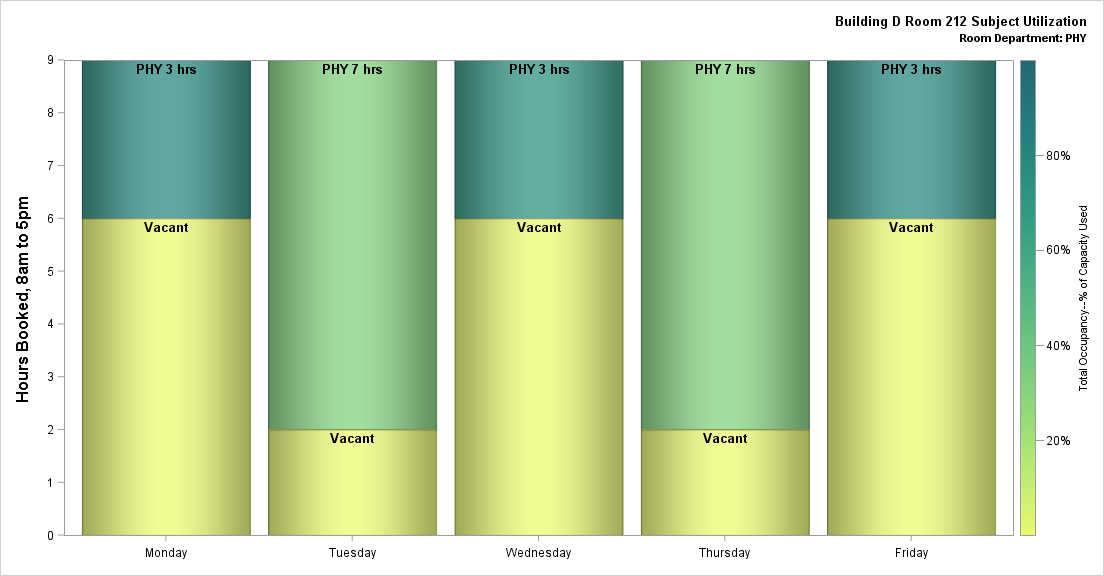 Building D Room 212 Subject Utilization
Room Department: PHY
Hours Booked, 8am to 5pm
9
8
7
6
5
4
3
2
1
0
PHY 3 hrs
Vacant
PHY 7 hrs
Vacant
PHY 3 hrs
Vacant
PHY 7 hrs
Vacant
PHY 3 hrs
Vacant
Monday
Tuesday
Wednesday
Thursday
Friday
80%
60%
40%
20%
Total Occupancy--% of Capacity Used